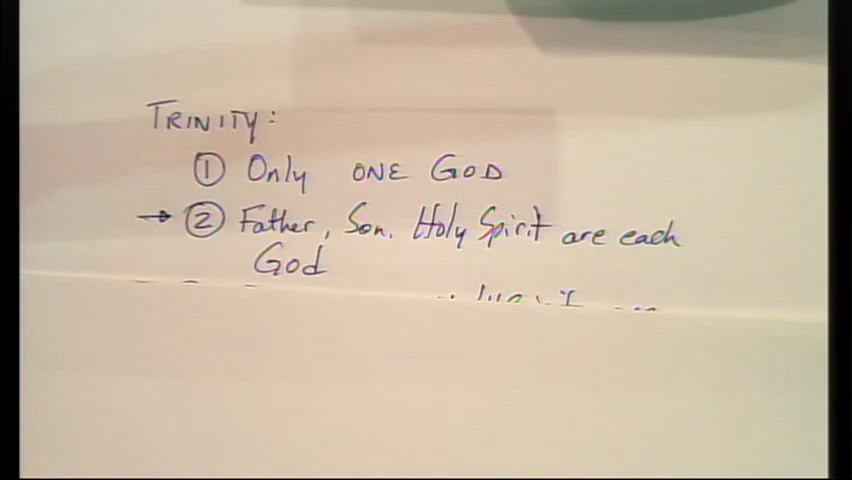 TRINITY:
① Only ONE GOD
→ ② Father, Son, Holy Spirit are each
God